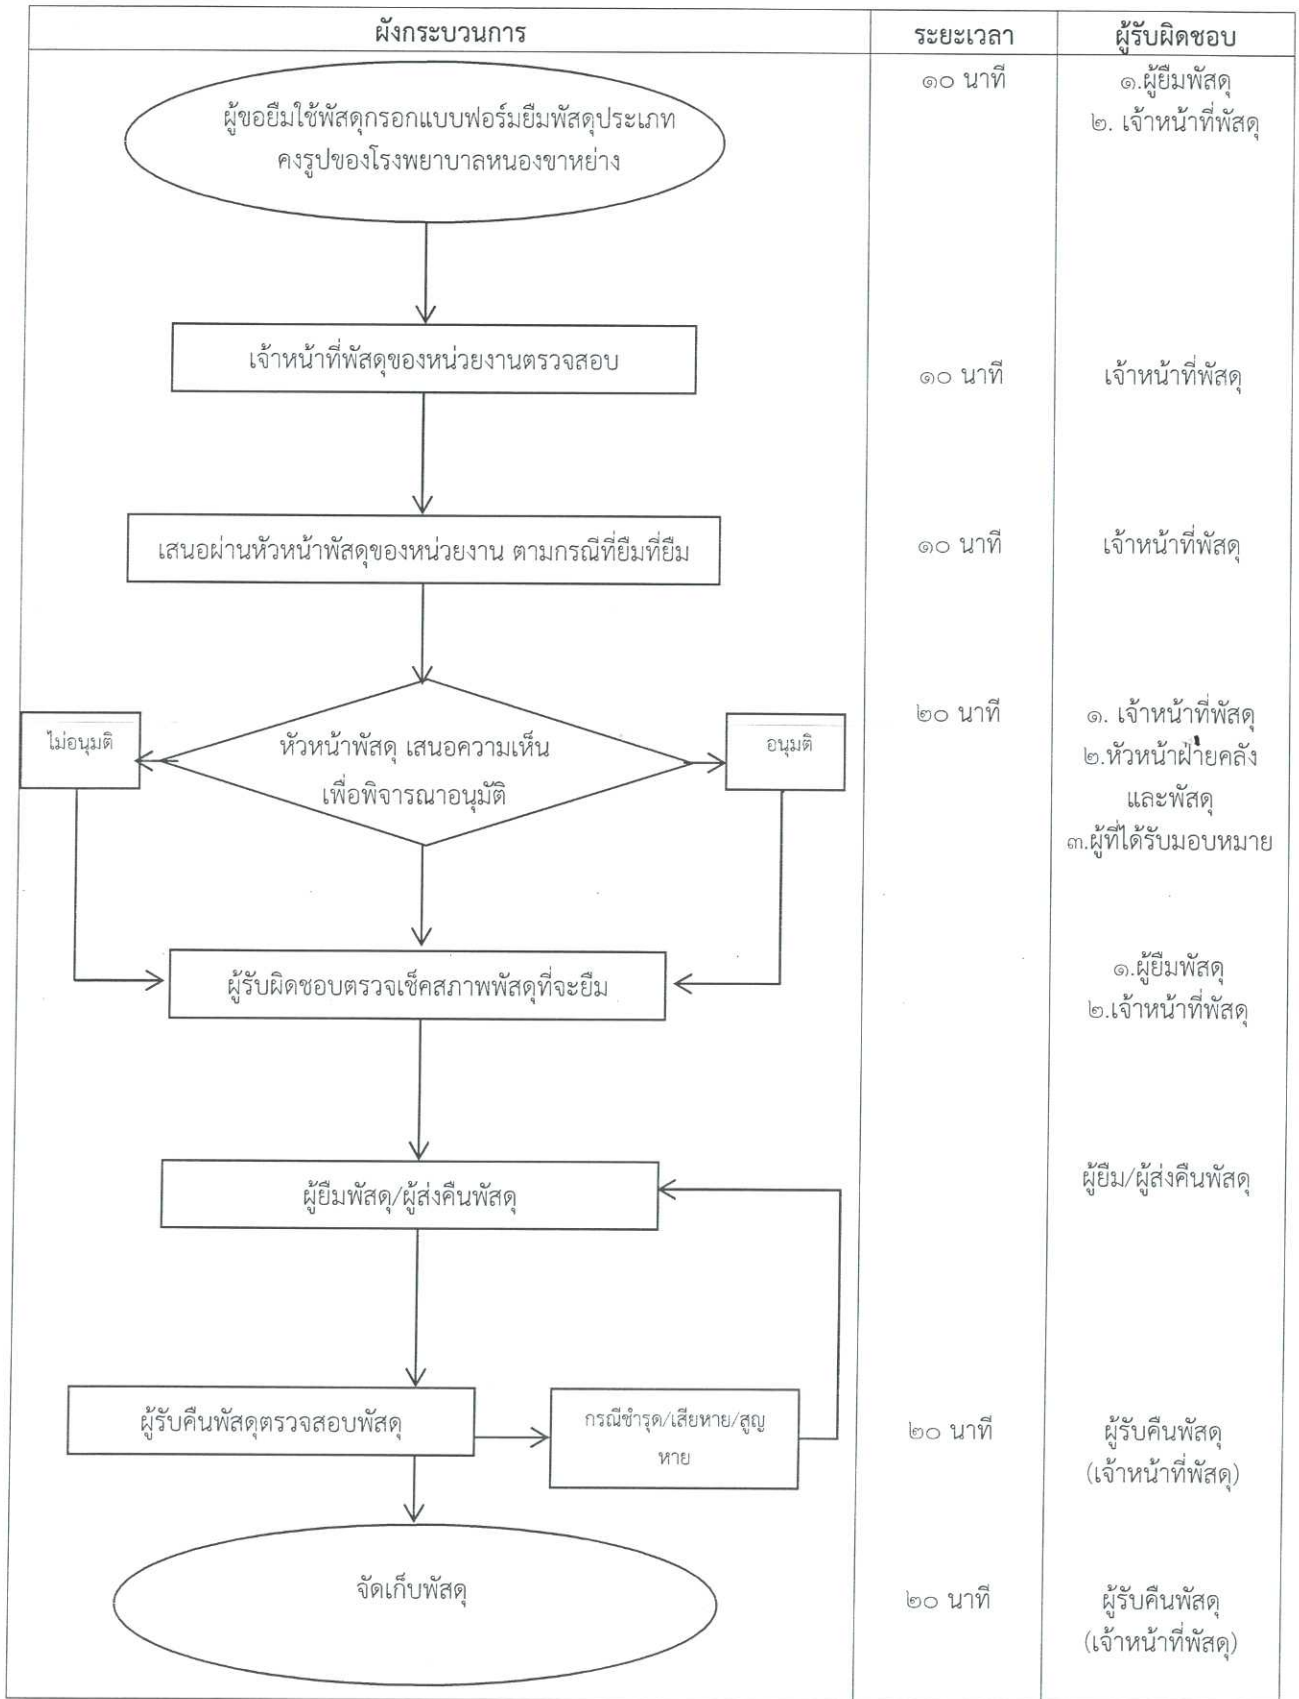 ผังกระบวนการ
ระยะเวลา
ผู้รับผิดชอบ
ผู้ขอยืมใช้พัสดุกรอกแบบฟอร์มยืมพัสดุประเภท
คงรูปของโรงพยาบาลหนองขาหย่าง
๑๐ นาที
๑.ผู้ยืมพัสดุ
๒. เจ้าหน้าที่พัสดุ
เจ้าหน้าที่พัสดุของหน่วยงานตรวจสอบ
๑๐ นาที
เจ้าหน้าที่พัสดุ
เสนอผ่านหัวหน้าพัสดุของหน่วยงาน ตามกรณีที่ยืมที่ยืม
๑๐ นาที
เจ้าหน้าที่พัสดุ
ไม่อนุมติ
หัวหน้าพัสดุ เสนอความเห็น
เพื่อพิจารณาอนุมัติ
อนุมติ
๒๐ นาที
๑. เจ้าหน้าที่พัสดุ
๒.หัวหน้าฝ่ายคลัง
และพัสดุ
๓.ผู้ที่ได้รับมอบหมาย
ผู้รับผิดชอบตรวจเช็คสภาพพัสดุที่จะยืม
๑.ผู้ยืมพัสดุ
๒.เจ้าหน้าที่พัสดุ
ผู้ยืมพัสดุ/ผู้ส่งคืนพัสดุ
ผู้ยืม/ผู้ส่งคืนพัสดุ
ผู้รับคืนพัสดุตรวจสอบพัสดุ
กรณีชำรุด/เสียหาย/สูญ
หาย
๒๐ นาที
ผู้รับคืนพัสดุ
(เจ้าหน้าที่พัสดุ)
จัดเก็บพัสดุ
๒๐ นาที
ผู้รับคืนพัสดุ
(เจ้าหน้าที่พัสดุ)